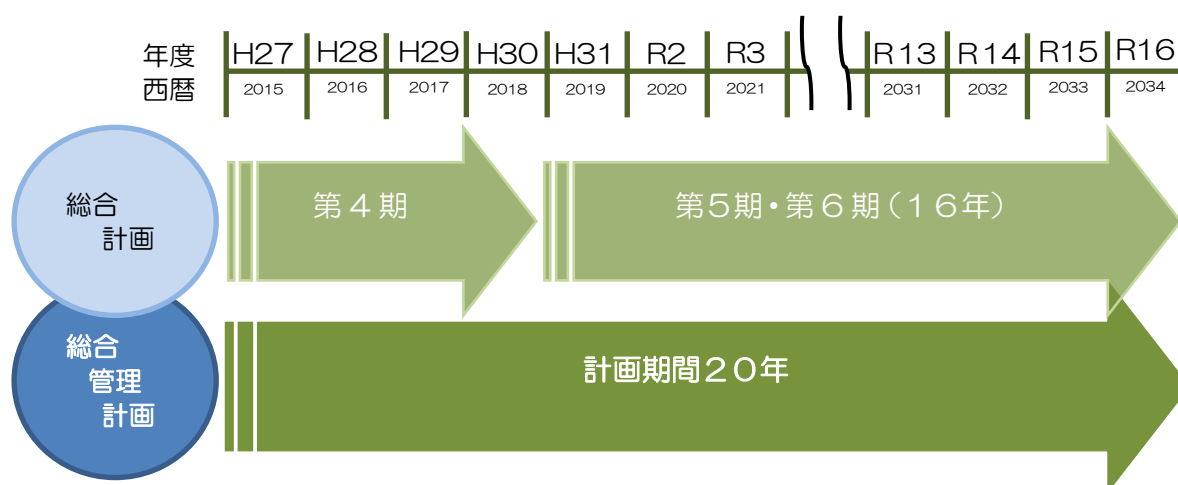 年度 H27 H28 H29 H30 H31 R2 R3 R13 R14 R15 R16
西暦 2015 2016 2017 2018 2019 2020 2021 2031 2032 2033 2034
総合
計画
第4期
第5期・第6期(16年)
総合
管理
計画
計画期間20年